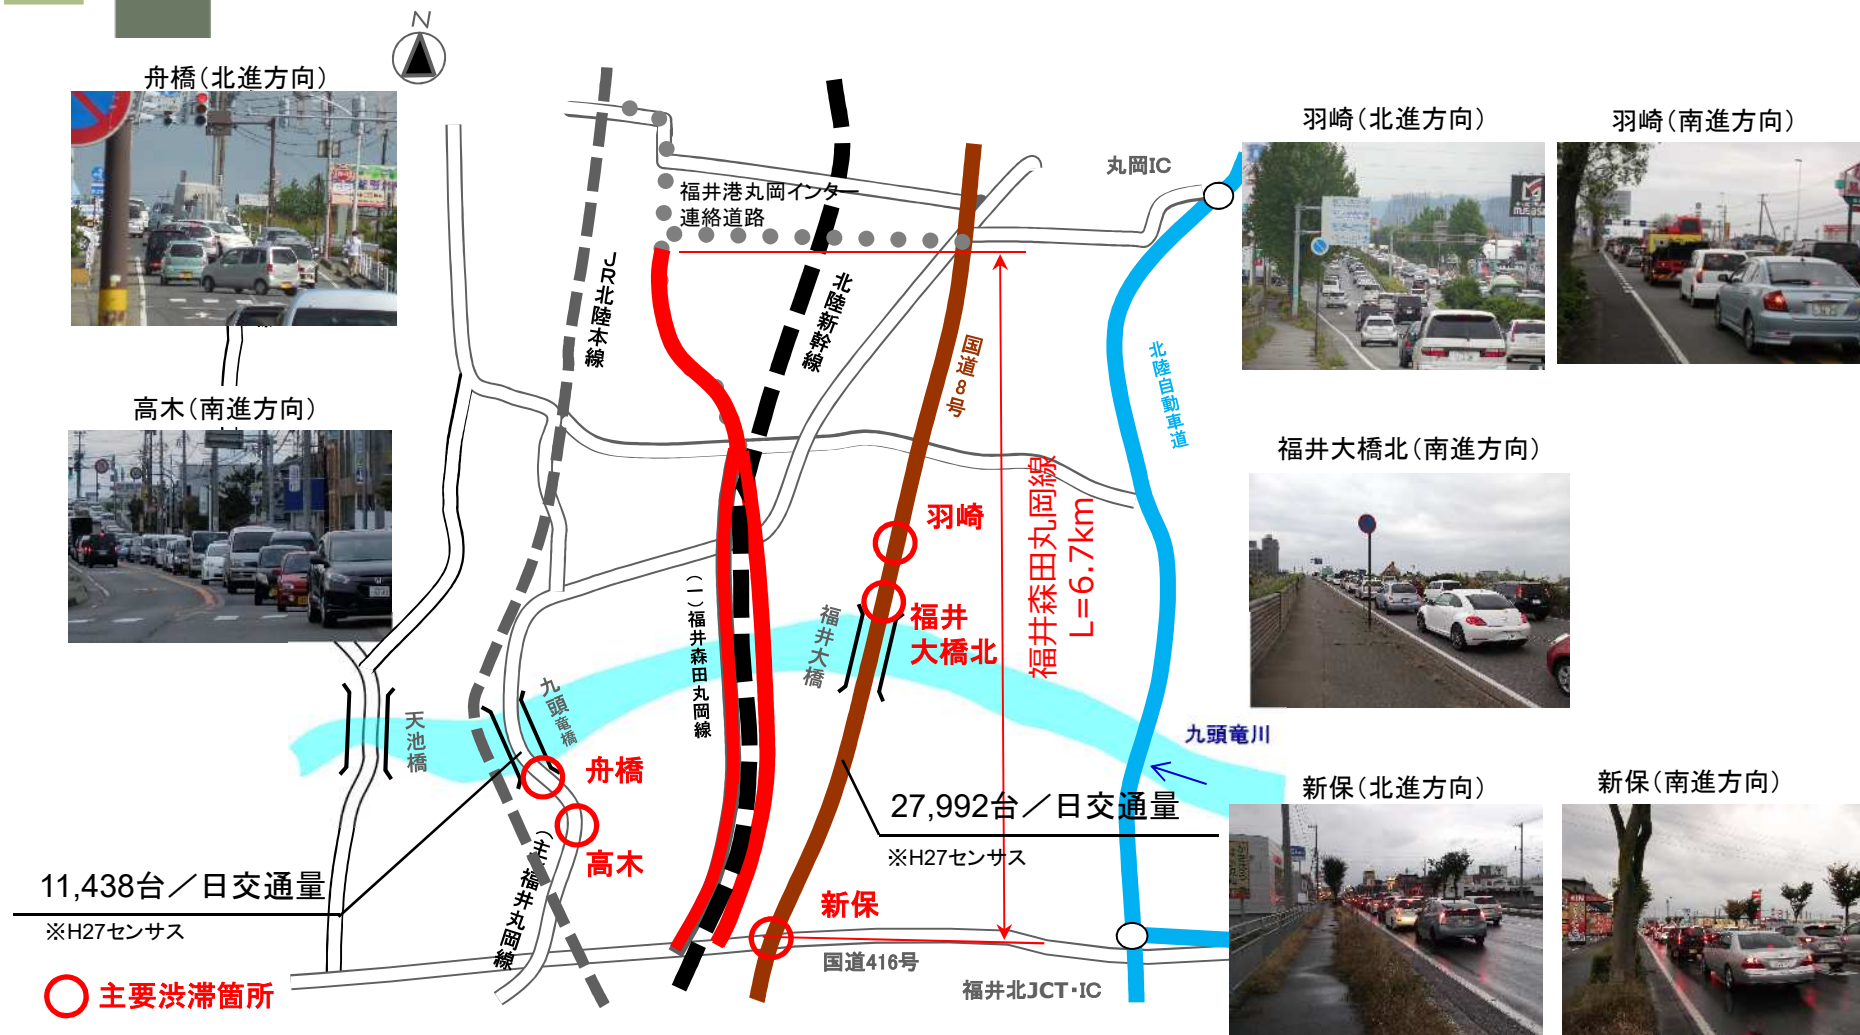 N
舟橋（北進方向）
羽崎（北進方向）
羽崎（南進方向）
丸岡IC
福井港丸岡インター
連絡道路
JR北陸本線
北陸新幹線
国道8号
北陸自動車道
高木（南進方向）
福井大橋北（南進方向）
羽崎
福井森田丸岡線
L=6.7km
(一)福井森田丸岡線
福井大橋
福井
大橋北
九頭竜橋
天池橋
九頭竜川
舟橋
新保（北進方向）
新保（南進方向）
27,992台／日交通量
※H27センサス
高木
(主)福井丸岡線
11,438台／日交通量
※H27センサス
新保
国道416号
福井北JCT・IC
主要渋滞箇所